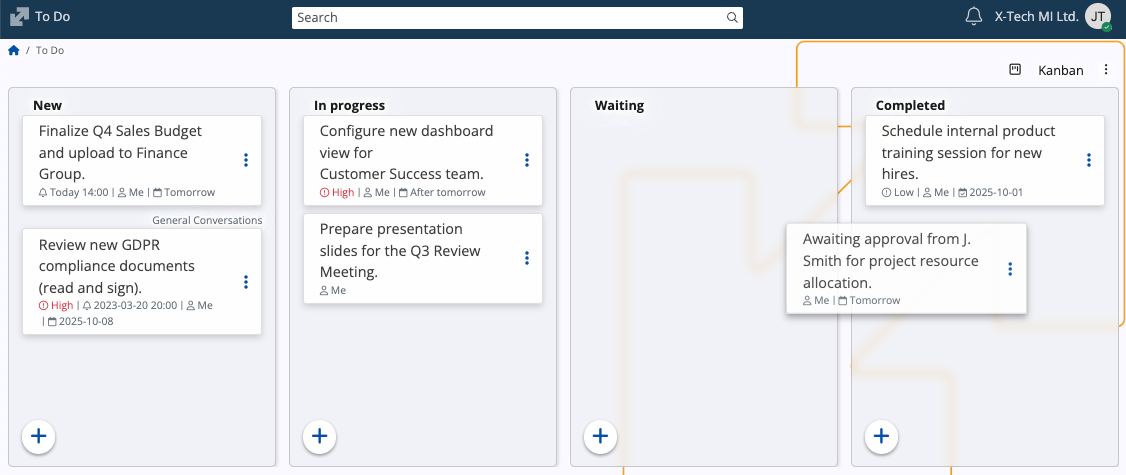 To Do
Search
X-Tech MI Ltd.
JT
/ To Do
Kanban
New
Finalize Q4 Sales Budget
and upload to Finance
Group.
Today 14:00 | Me | Tomorrow
General Conversations
Review new GDPR
compliance documents
(read and sign).
High | 2023-03-20 20:00 | Me
| 2025-10-08
In progress
Configure new dashboard
view for
Customer Success team.
High | Me | After tomorrow
Prepare presentation
slides for the Q3 Review
Meeting.
Me
Waiting
Awaiting approval from J.
Smith for project resource
allocation.
Me | Tomorrow
Completed
Schedule internal product
training session for new
hires.
Low | Me | 2025-10-01